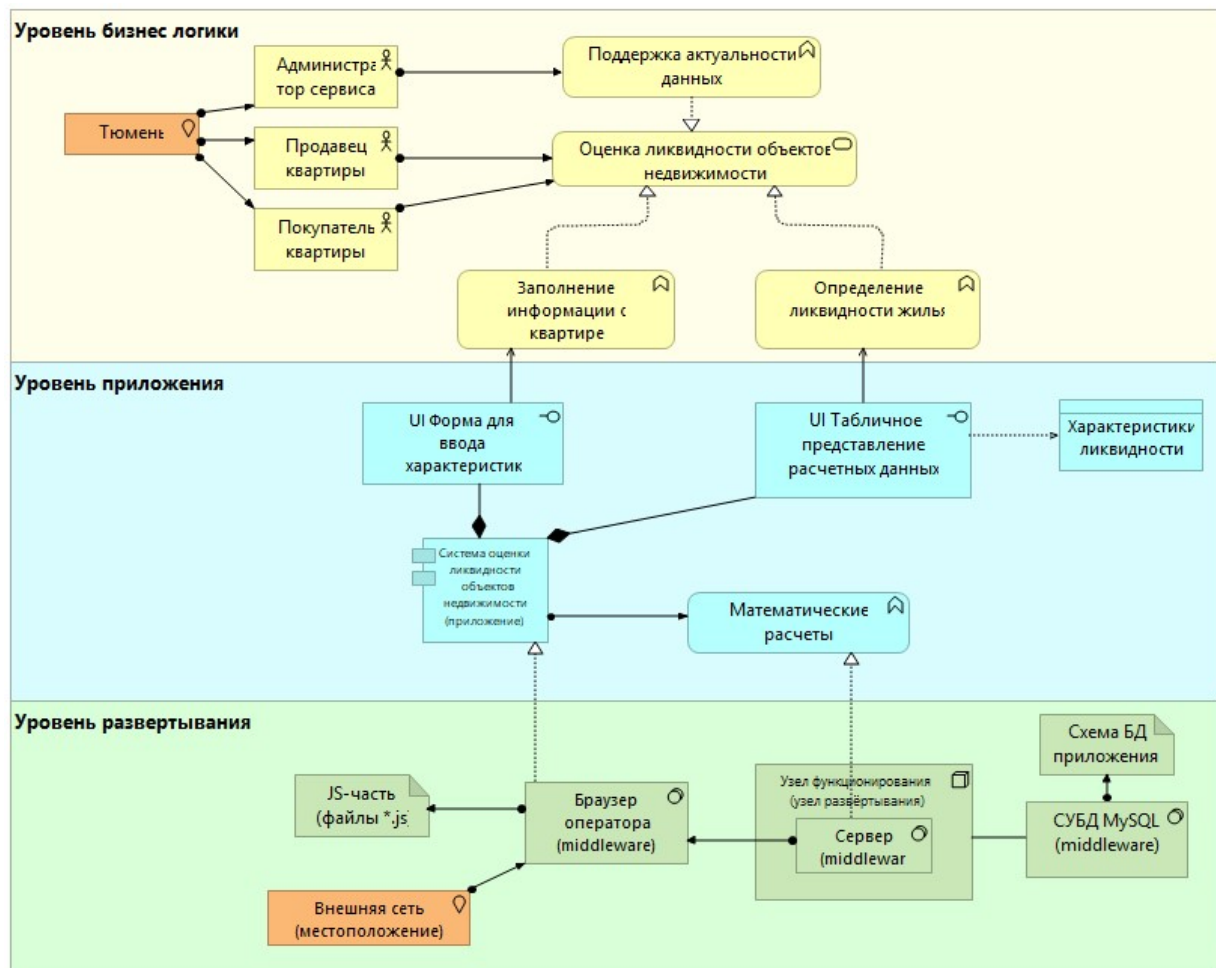 Уровень бизнес логики
Администра
тор сервиса
Поддержка актуальности
данных
Тюмень
Продавец
квартиры
Оценка ликвидности объектов
недвижимости
Покупатель
квартиры
Заполнение
информации о
квартире
Определение
ликвидности жилья
Уровень приложения
UI Форма для
ввода
характеристик
UI Табличное
представление
расчетных данных
Характеристики
ликвидности
Система оценки
ликвидности
объектов
недвижимости
(приложение)
Математические
расчеты
Уровень развертывания
Схема БД
приложения
JS-часть
(файлы *.js)
Браузер
оператора
(middleware)
Узел функционирования
(узел развёртывания)
Сервер
(middlewar
СУБД MySQL
(middleware)
Внешняя сеть
(местоположение)